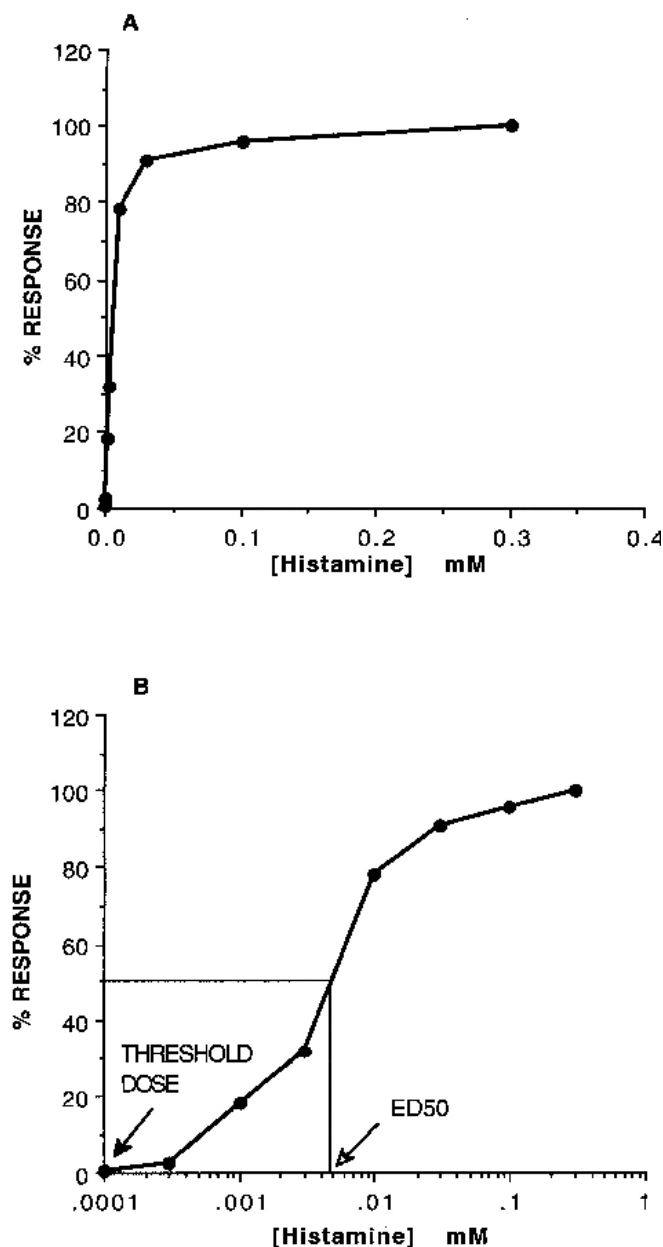 A
120
100
80
60
40
20
0
% RESPONSE
0.0 0.1 0.2 0.3 0.4
[Histamine] mM
B
120
100
80
60
40
20
0
% RESPONSE
THRESHOLD
DOSE
ED50
.0001 .001 .01 .1 1
[Histamine] mM